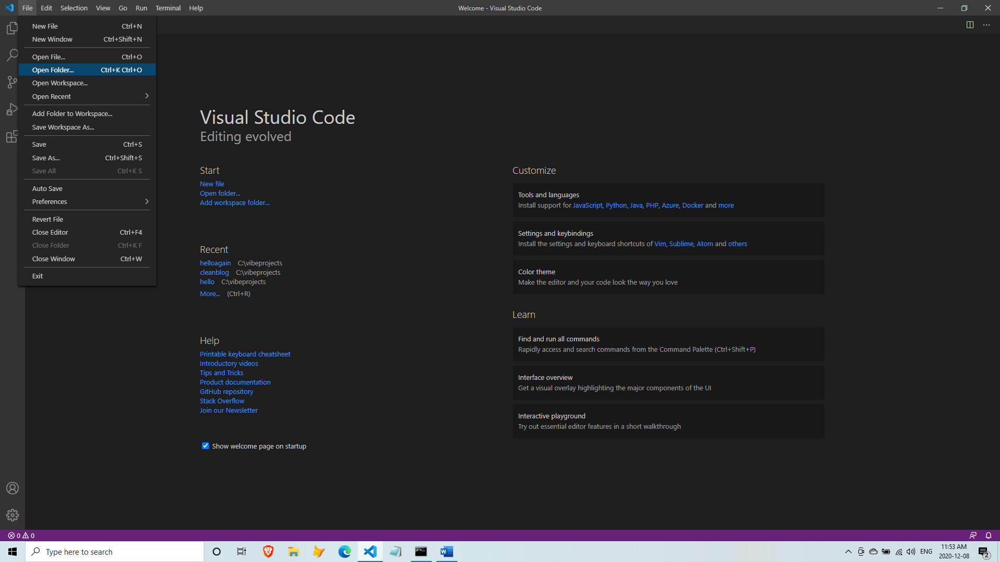 File Edit Selection View Go Run Terminal Help
Welcome - Visual Studio Code
New File Ctrl+N
New Window Ctrl+Shift+N
Open File... Ctrl+O
Open Folder... Ctrl+K Ctrl+O
Open Workspace...
Open Recent
Add Folder to Workspace...
Save Workspace As...
Save Ctrl+S
Save As... Ctrl+Shift+S
Save All Ctrl+K S
Auto Save
Preferences
Revert File
Close Editor Ctrl+F4
Close Folder Ctrl+K F
Close Window Ctrl+W
Exit
Visual Studio Code
Editing evolved
Start
New file
Open folder...
Add workspace folder...
Recent
helloagain C:\vibeprojects
cleanblog C:\vibeprojects
hello C:\vibeprojects
More... (Ctrl+R)
Help
Printable keyboard cheatsheet
Introductory videos
Tips and Tricks
Product documentation
GitHub repository
Stack Overflow
Join our Newsletter
Show welcome page on startup
Customize
Tools and languages
Install support for JavaScript, Python, Java, PHP, Azure, Docker and more
Settings and keybindings
Install the settings and keyboard shortcuts of Vim, Sublime, Atom and others
Color theme
Make the editor and your code look the way you love
Learn
Find and run all commands
Rapidly access and search commands from the Command Palette (Ctrl+Shift+P)
Interface overview
Get a visual overlay highlighting the major components of the UI
Interactive playground
Try out essential editor features in a short walkthrough
0 0
Type here to search
W
ENG
11:53 AM
2020-12-08
2